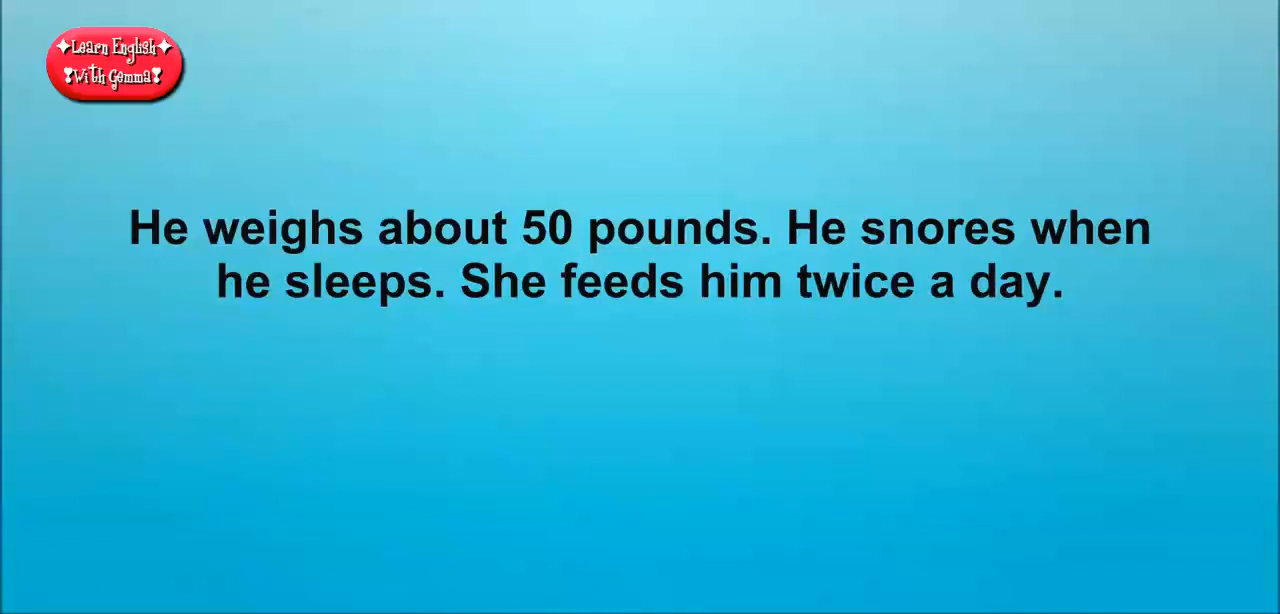 ✦Learn English✦
❣With Gemma❣
He weighs about 50 pounds. He snores when
he sleeps. She feeds him twice a day.